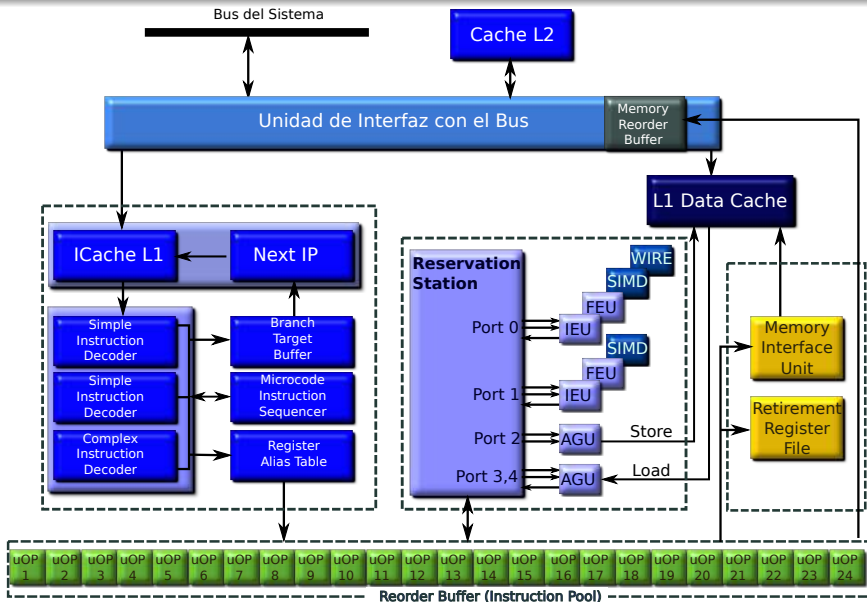 Bus del Sistema
Cache L2
Unidad de Interfaz con el Bus
Memory
Reorder
Buffer
L1 Data Cache
ICache L1
Next IP
Simple
Instruction
Decoder
Branch
Target
Buffer
Simple
Instruction
Decoder
Microcode
Instruction
Sequencer
Complex
Instruction
Decoder
Register
Alias Table
Reservation
Station
WIRE
SIMD
FEU
Port 0
IEU
SIMD
FEU
Port 1
IEU
Port 2
AGU
Store
Port 3,4
AGU
Load
Memory
Interface
Unit
Retirement
Register
File
uOP
1
uOP
2
uOP
3
uOP
4
uOP
5
uOP
6
uOP
7
uOP
8
uOP
9
uOP
10
uOP
11
uOP
12
uOP
13
uOP
14
uOP
15
uOP
16
uOP
17
uOP
18
uOP
19
uOP
20
uOP
21
uOP
22
uOP
23
uOP
24
Reorder Buffer (Instruction Pool)